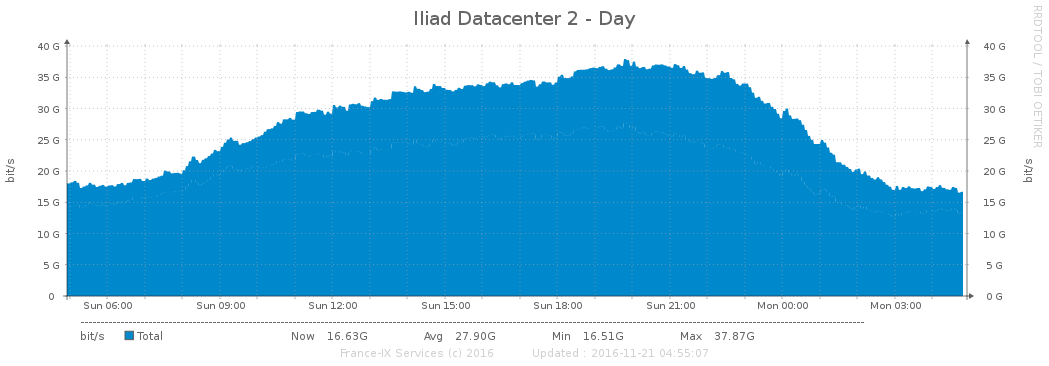 Iliad Datacenter 2 - Day
RRDTOOL / TOBI OETIKER
40 G 40 G
35 G 35 G
30 G 30 G
25 G 25 G
20 G 20 G
15 G 15 G
10 G 10 G
5 G 5 G
0 0 G
bit/s bit/s
Sun 06:00 Sun 09:00 Sun 12:00 Sun 15:00 Sun 18:00 Sun 21:00 Mon 00:00 Mon 03:00
bit/s Total Now 16.63G Avg 27.90G Min 16.51G Max 37.87G
France-IX Services (c) 2016 Updated : 2016-11-21 04:55:07